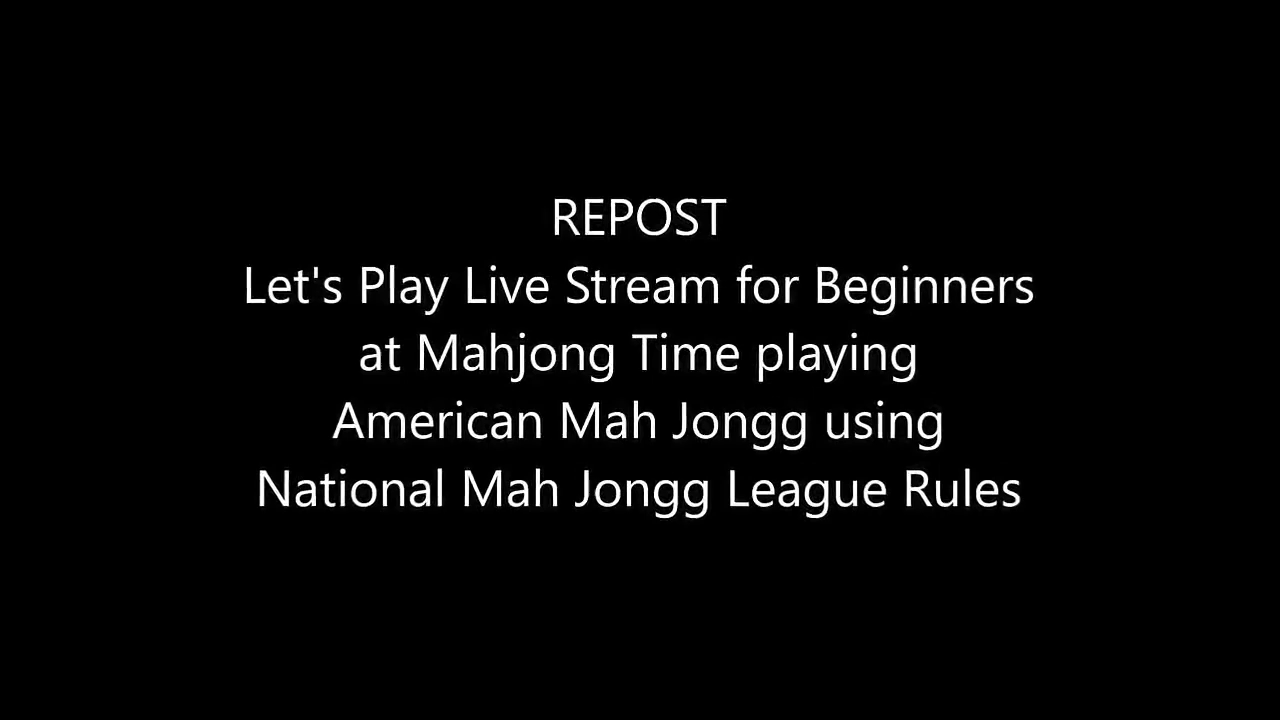 REPOST
Let's Play Live Stream for Beginners
at Mahjong Time playing
American Mah Jongg using
National Mah Jongg League Rules